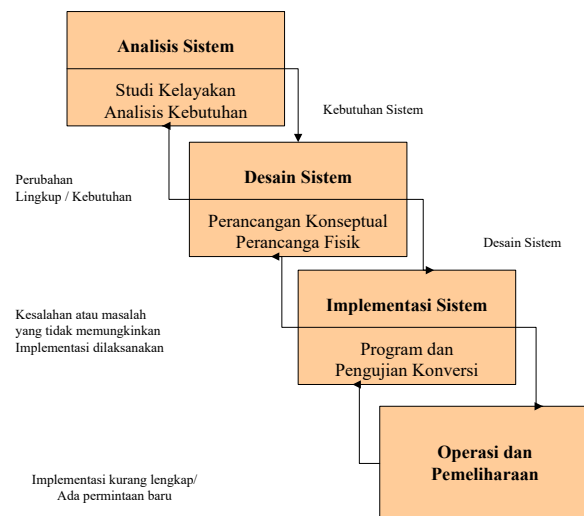 Analisis Sistem
Studi Kelayakan
Analisis Kebutuhan
Kebutuhan Sistem
Perubahan
Lingkup / Kebutuhan
Desain Sistem
Perancangan Konseptual
Perancanga Fisik
Desain Sistem
Kesalahan atau masalah
yang tidak memungkinkan
Implementasi dilaksanakan
Implementasi Sistem
Program dan
Pengujian Konversi
Operasi dan
Pemeliharaan
Implementasi kurang lengkap/
Ada permintaan baru